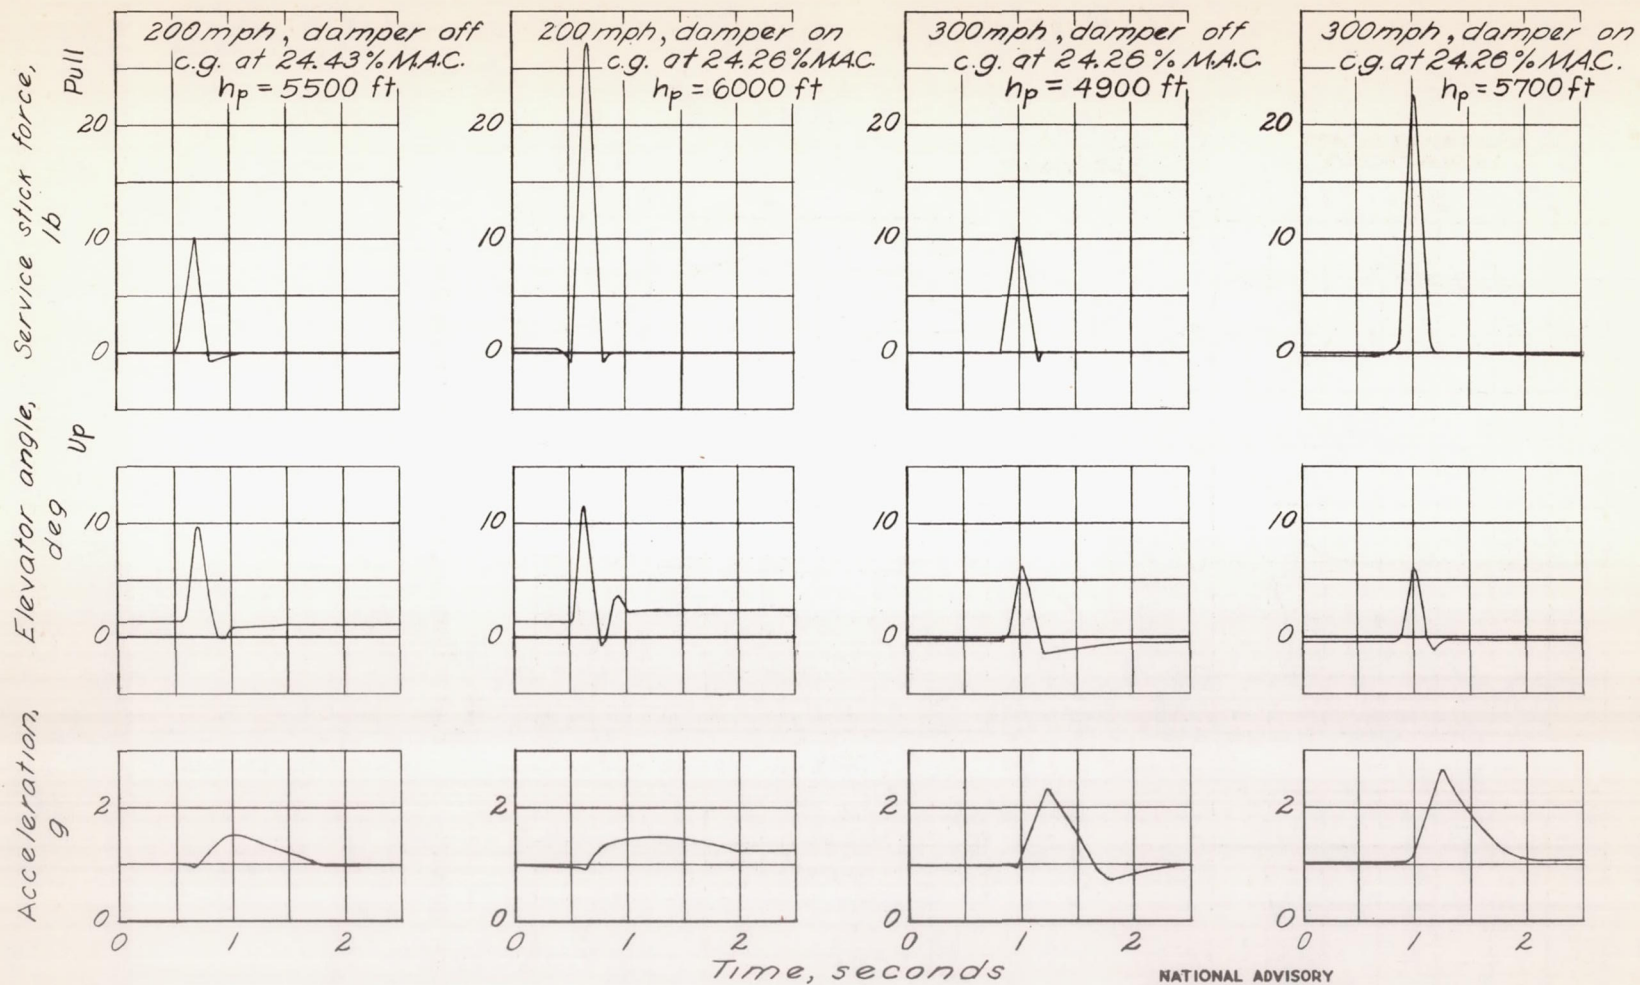 200 mph, damper off
c.g. at 24.43% M.A.C.
hp = 5500 ft
200 mph, damper on
c.g. at 24.26% M.A.C.
hp = 6000 ft
300 mph, damper off
c.g. at 24.26 % M.A.C.
hp = 4900 ft
300 mph, damper on
c.g. at 24.26% M.A.C.
hp = 5700 ft
Service stick force,
lb
Pull
20
10
0
20
10
0
20
10
0
20
10
0
Elevator angle,
deg
Up
10
0
10
0
10
0
10
0
Acceleration,
g
2
0
2
0
2
0
2
0
0 1 2
0 1 2
0 1 2
0 1 2
Time, seconds
NATIONAL ADVISORY